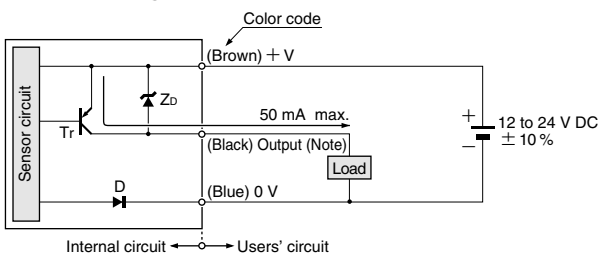 Color code
(Brown) + V
Sensor circuit
ZD
Tr
50 mA max.
(Black) Output (Note)
Load
+
−
12 to 24 V DC
± 10 %
D
(Blue) 0 V
Internal circuit
Users' circuit